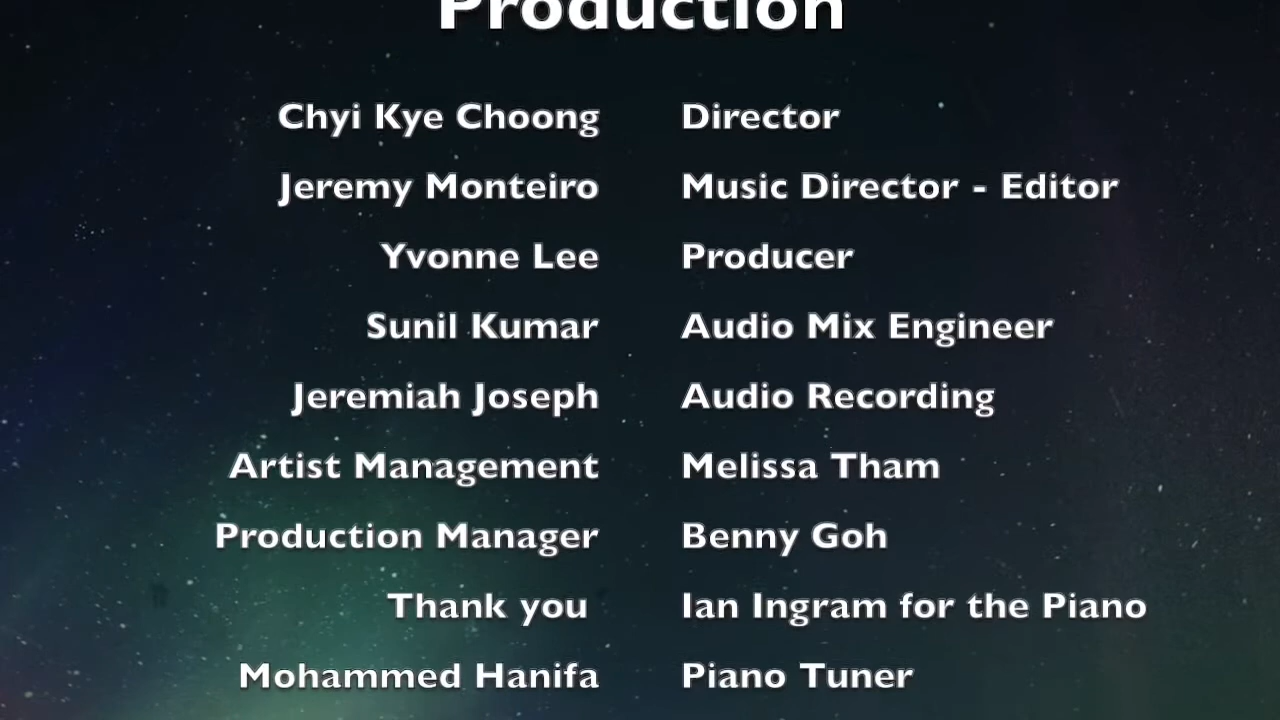 Production
Chyi Kye Choong Director
Jeremy Monteiro Music Director - Editor
Yvonne Lee Producer
Sunil Kumar Audio Mix Engineer
Jeremiah Joseph Audio Recording
Artist Management Melissa Tham
Production Manager Benny Goh
Thank you Ian Ingram for the Piano
Mohammed Hanifa Piano Tuner